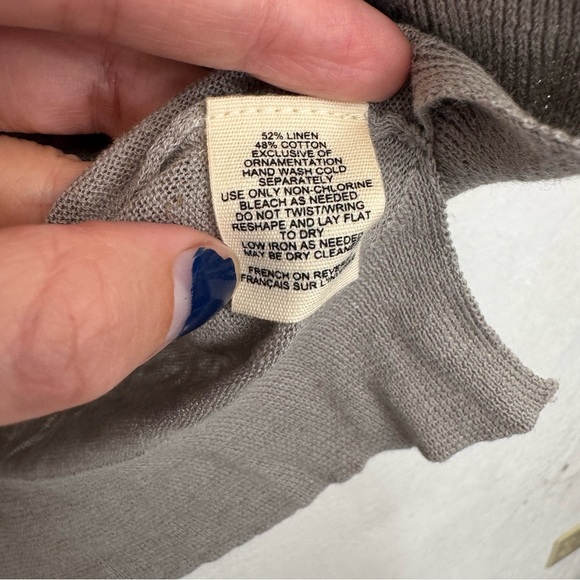 52% LINEN
48% COTTON
EXCLUSIVE OF
ORNAMENTATION
HAND WASH COLD
SEPARATELY
USE ONLY NON-CHLORINE
BLEACH AS NEEDED
DO NOT TWIST/WRING
RESHAPE AND LAY FLAT
TO DRY
LOW IRON AS NEEDED
MAY BE DRY CLEANED
FRENCH ON
FRANÇAIS SUR